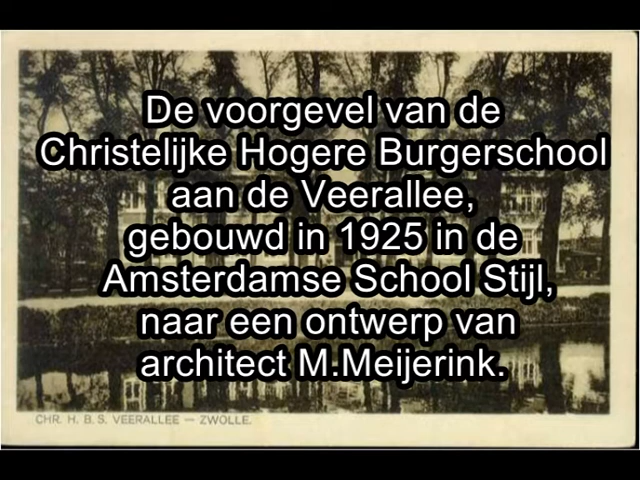 De voorgevel van de
Christelijke Hogere Burgerschool
aan de Veerallee,
gebouwd in 1925 in de
Amsterdamse School Stijl,
naar een ontwerp van
architect M.Meijerink.
CHR. H. B. S. VEERALLEE — ZWOLLE.